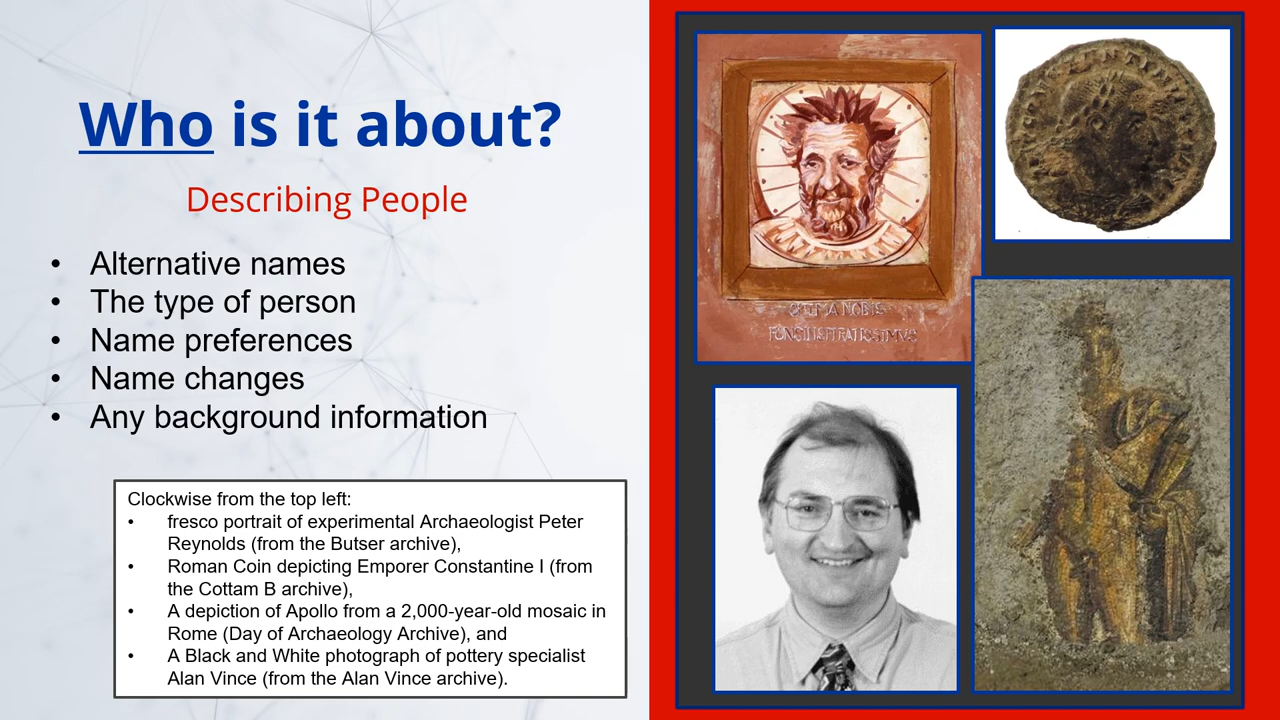 Who is it about?
Describing People
• Alternative names
• The type of person
• Name preferences
• Name changes
• Any background information
Clockwise from the top left:
• fresco portrait of experimental Archaeologist Peter
Reynolds (from the Butser archive),
• Roman Coin depicting Emporer Constantine I (from
the Cottam B archive),
• A depiction of Apollo from a 2,000-year-old mosaic in
Rome (Day of Archaeology Archive), and
• A Black and White photograph of pottery specialist
Alan Vince (from the Alan Vince archive).